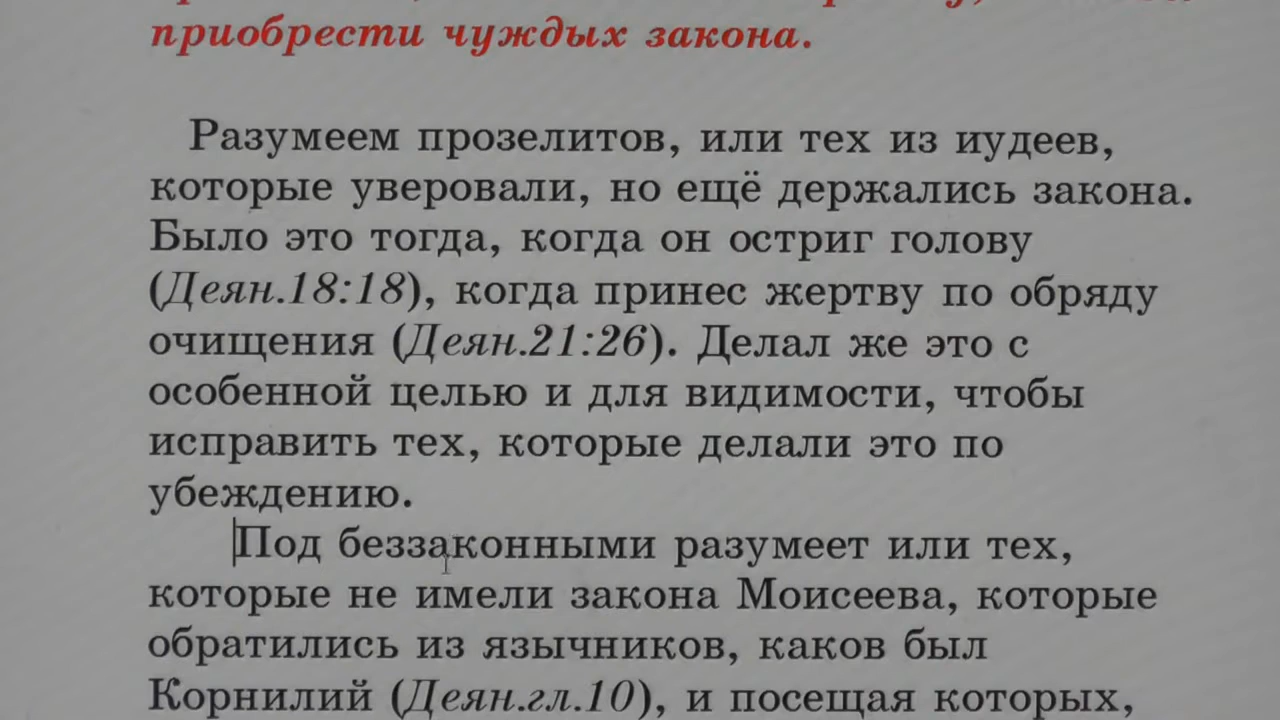 приобрести чуждых закона.
Разумеем прозелитов, или тех из иудеев,
которые уверовали, но ещё держались закона.
Было это тогда, когда он остриг голову
(Деян.18:18), когда принес жертву по обряду
очищения (Деян.21:26). Делал же это с
особенной целью и для видимости, чтобы
исправить тех, которые делали это по
убеждению.
Под беззаконными разумеет или тех,
которые не имели закона Моисеева, которые
обратились из язычников, каков был
Корнилий (Деян.гл.10), и посещая которых,